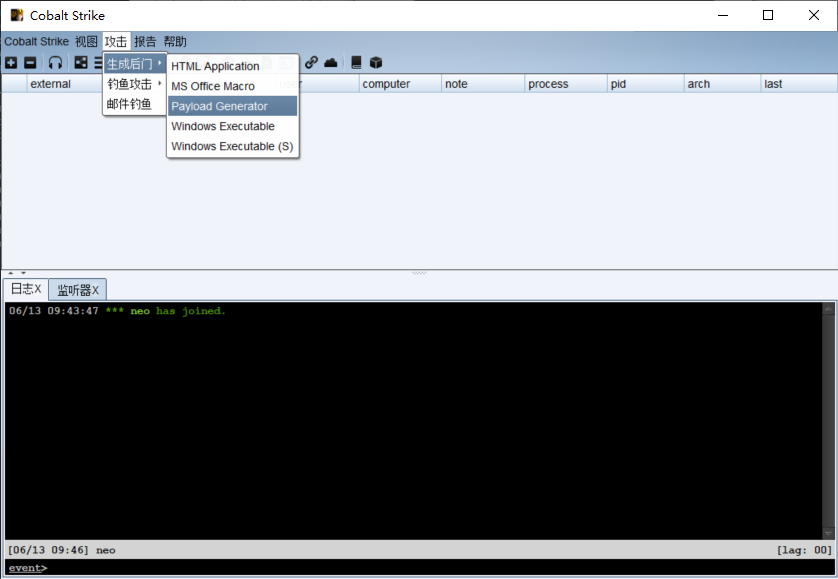 Cobalt Strike
Cobalt Strike 视图 攻击 报告 帮助
生成后门
钓鱼攻击
邮件钓鱼
HTML Application
MS Office Macro
Payload Generator
Windows Executable
Windows Executable (S)
external computer note process pid arch last
日志X 监听器X
06/13 09:43:47 *** neo has joined.
[06/13 09:46] neo [lag: 00]
event>